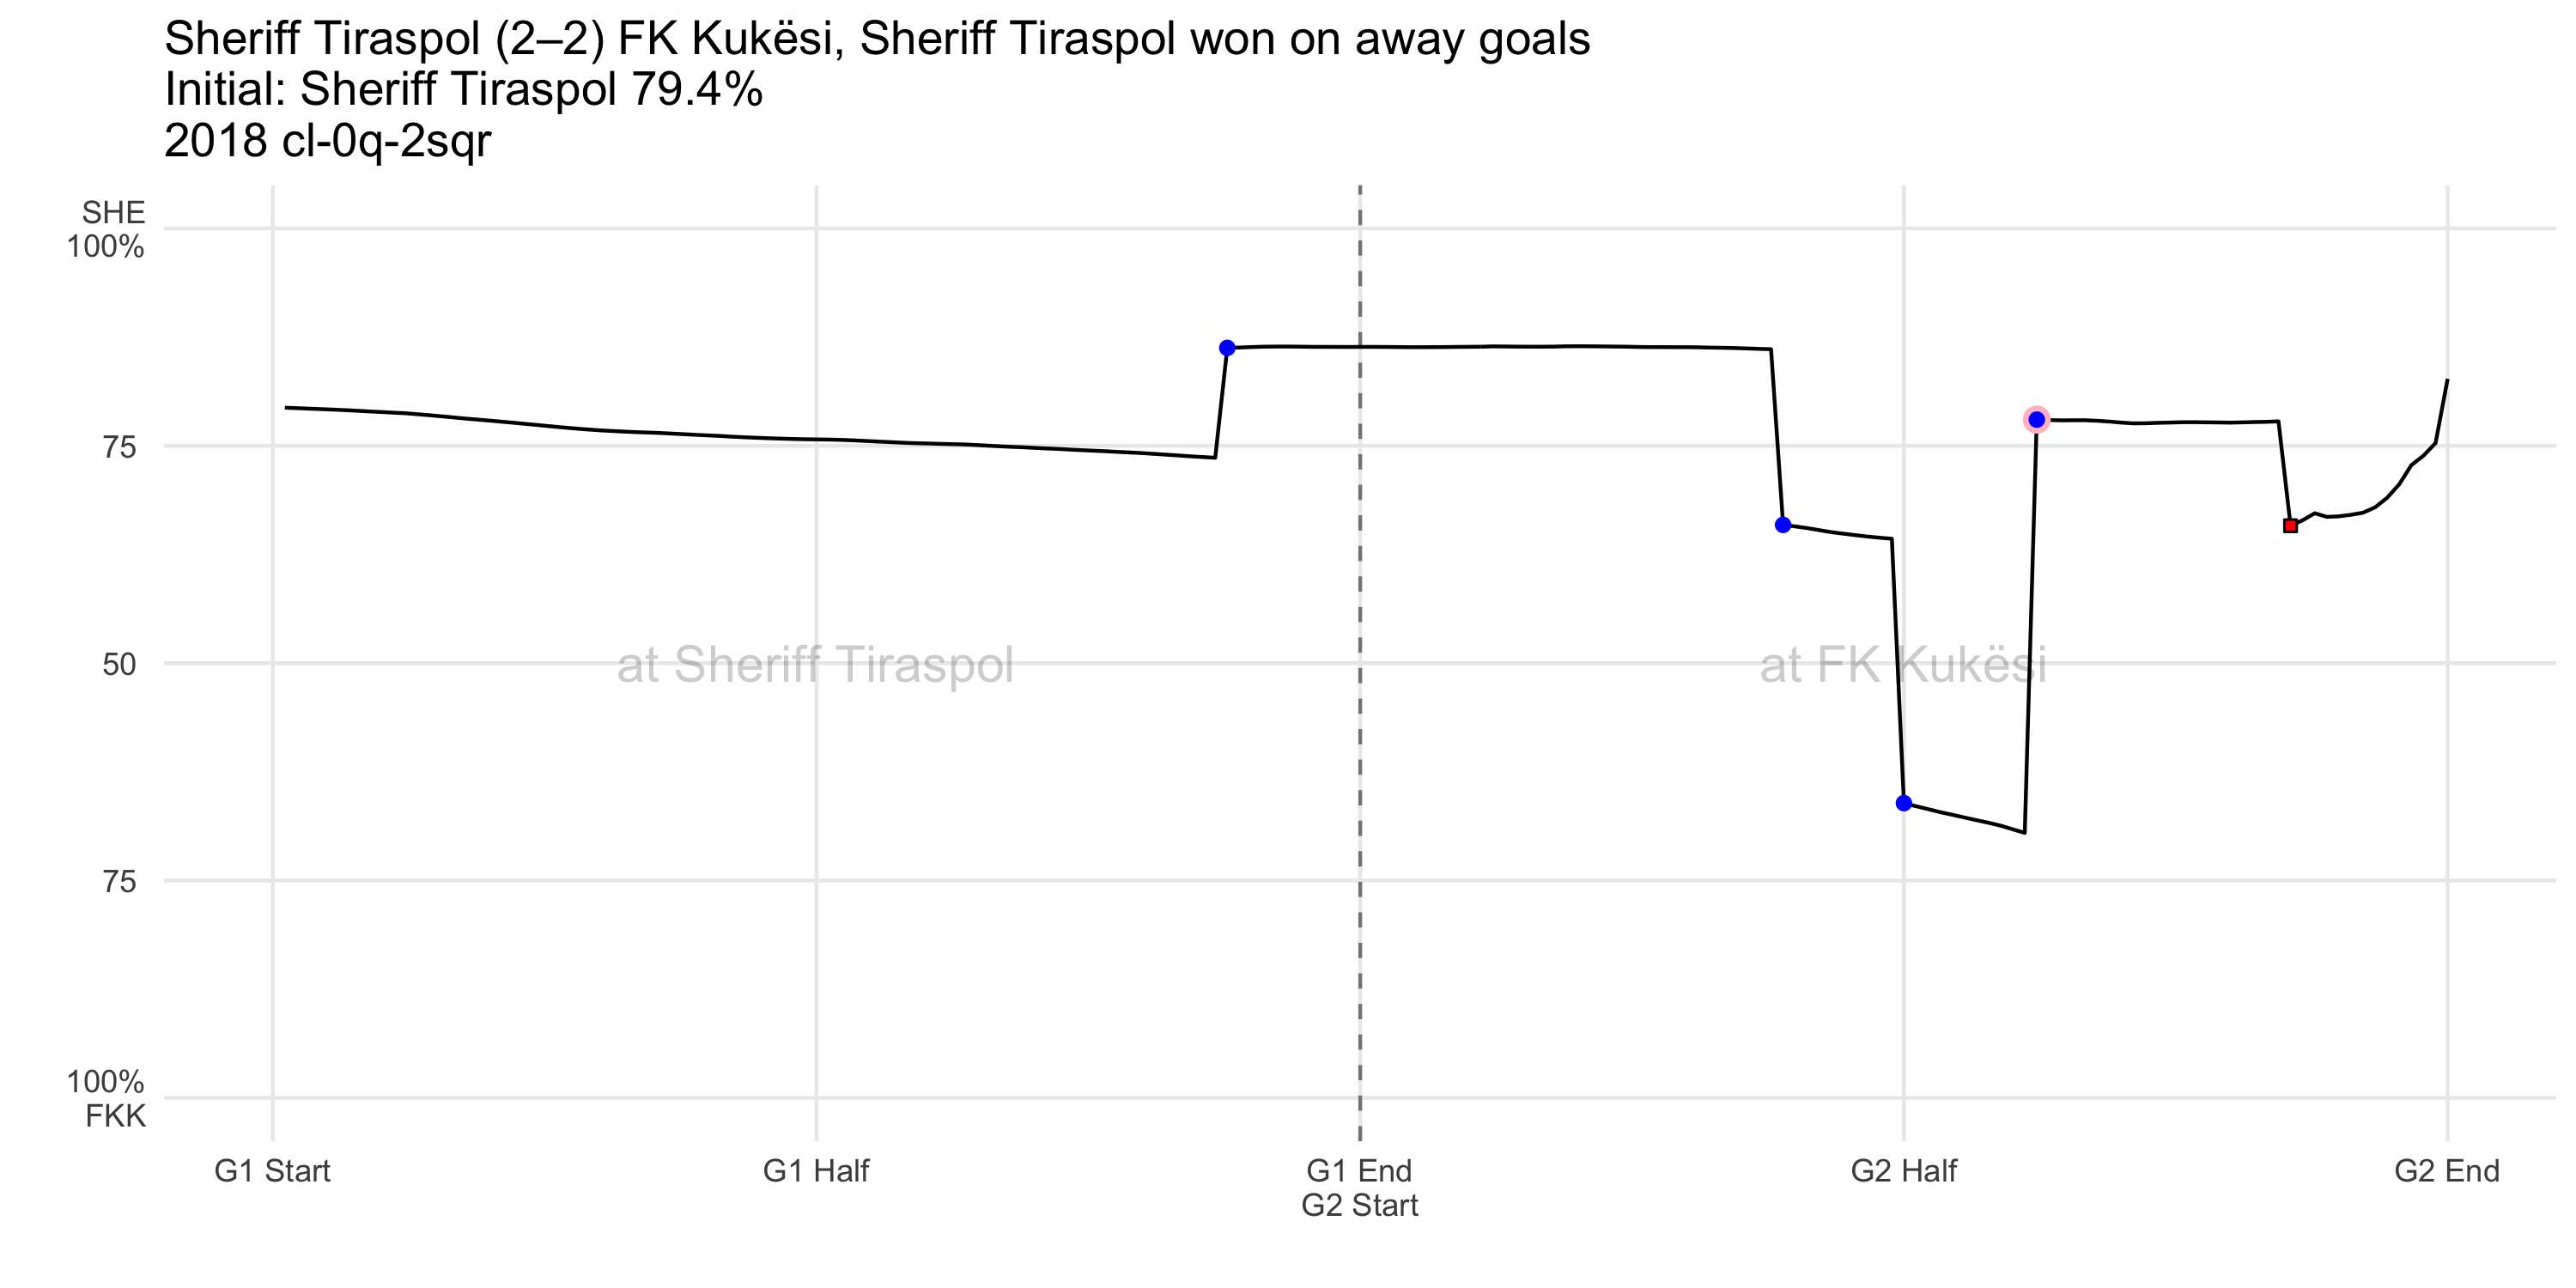 Sheriff Tiraspol (2–2) FK Kukësi, Sheriff Tiraspol won on away goals
Initial: Sheriff Tiraspol 79.4%
2018 cl-0q-2sqr
SHE
100%
75
50
75
100%
FKK
at Sheriff Tiraspol
at FK Kukësi
G1 Start
G1 Half
G1 End
G2 Start
G2 Half
G2 End